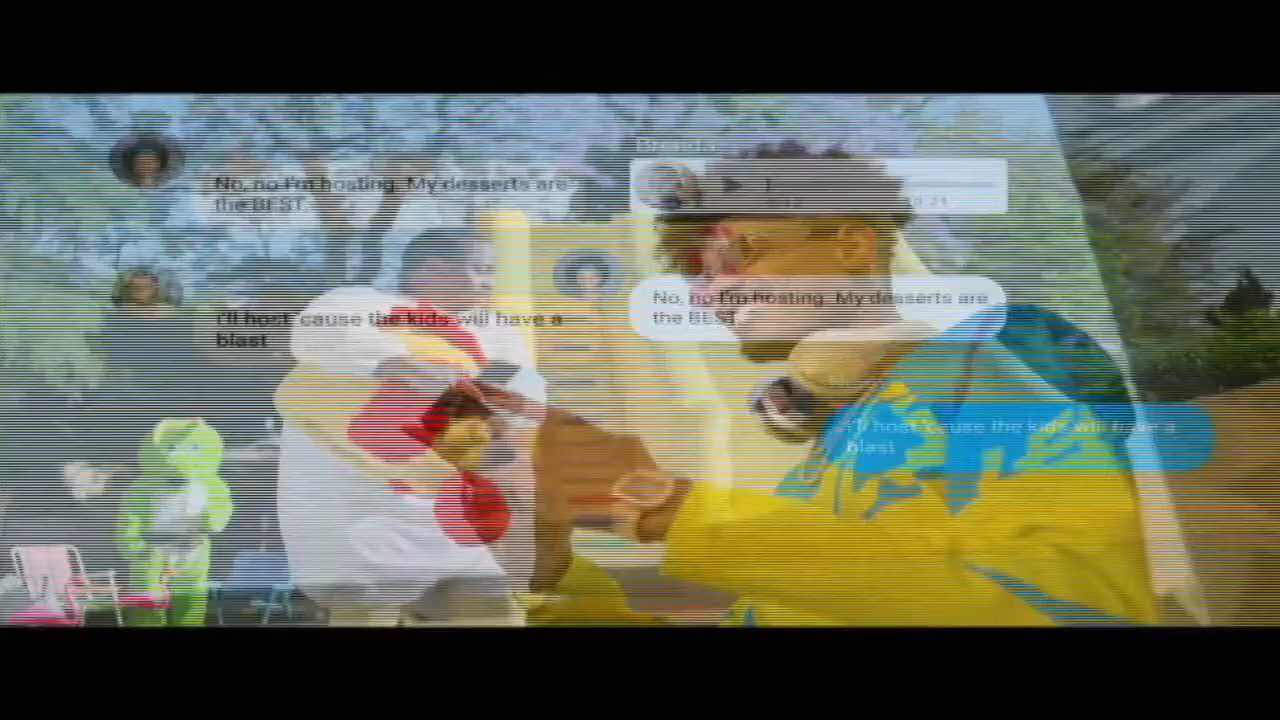 No, no I'm hosting. My desserts are
the BEST.
I'll host 'cause the kids will have a
blast
Brenda
No, no I'm hosting. My desserts are
the BEST
I'll host 'cause the kids will have a
blast